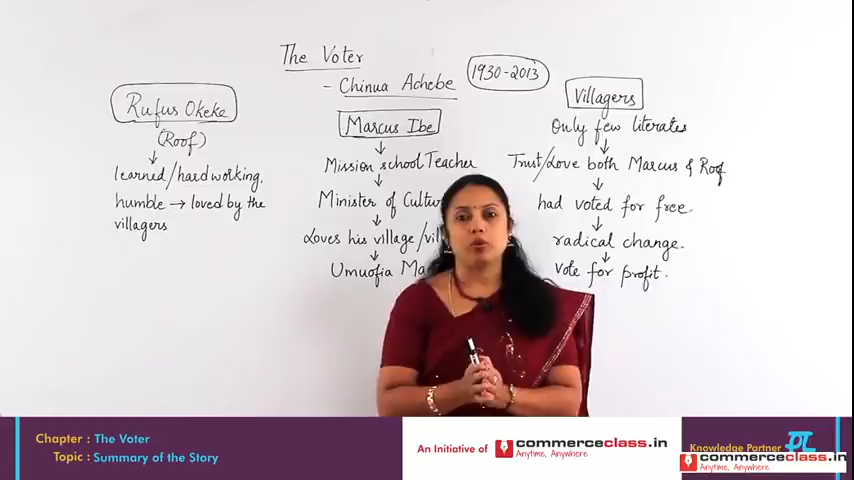 The Voter
- Chinua Achebe
1930-2013
Rufus Okeke
(Roof)
learned/hardworking.
humble → loved by the
villagers
Marcus Ibe
Mission school Teacher
Minister of
Loves his village/
Umuofia
Villagers
Only few literates
Trust/Love both Marcus & Roof
had voted for free.
radical change.
Vote for profit.
Chapter : The Voter
Topic : Summary of the Story
An Initiative of commerceclass.in
Anytime, Anywhere
Knowledge Partner
commerceclass.in
Anytime, Anywhere